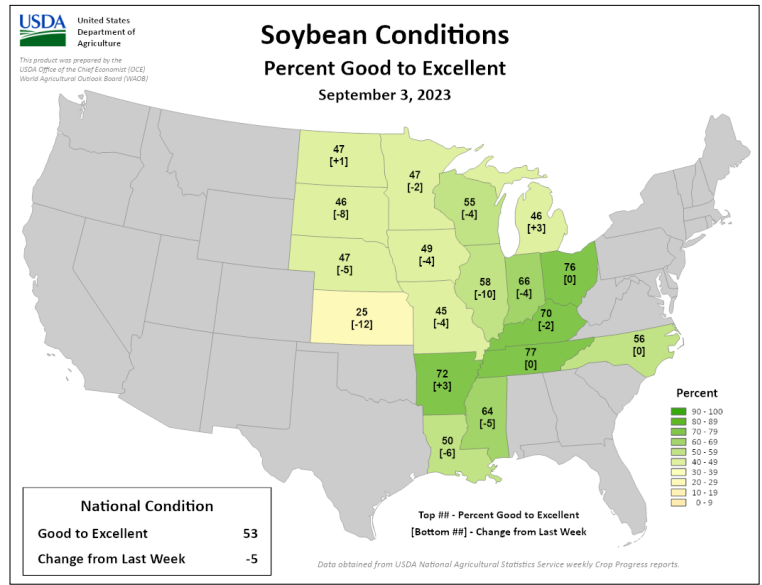 USDA
United States
Department of
Agriculture
This product was prepared by the
USDA Office of the Chief Economist (OCE)
World Agricultural Outlook Board (WAOB)
Soybean Conditions
Percent Good to Excellent
September 3, 2023
47
[+1]
47
[-2]
46
[-8]
55
[-4]
46
[+3]
47
[-5]
49
[-4]
58
[-10]
66
[-4]
76
[0]
25
[-12]
45
[-4]
70
[-2]
77
[0]
56
[0]
72
[+3]
64
[-5]
50
[-6]
Percent
90 - 100
80 - 89
70 - 79
60 - 69
50 - 59
40 - 49
30 - 39
20 - 29
10 - 19
0 - 9
National Condition
Good to Excellent 53
Change from Last Week -5
Top ## - Percent Good to Excellent
[Bottom ##] - Change from Last Week
Data obtained from USDA National Agricultural Statistics Service weekly Crop Progress reports.